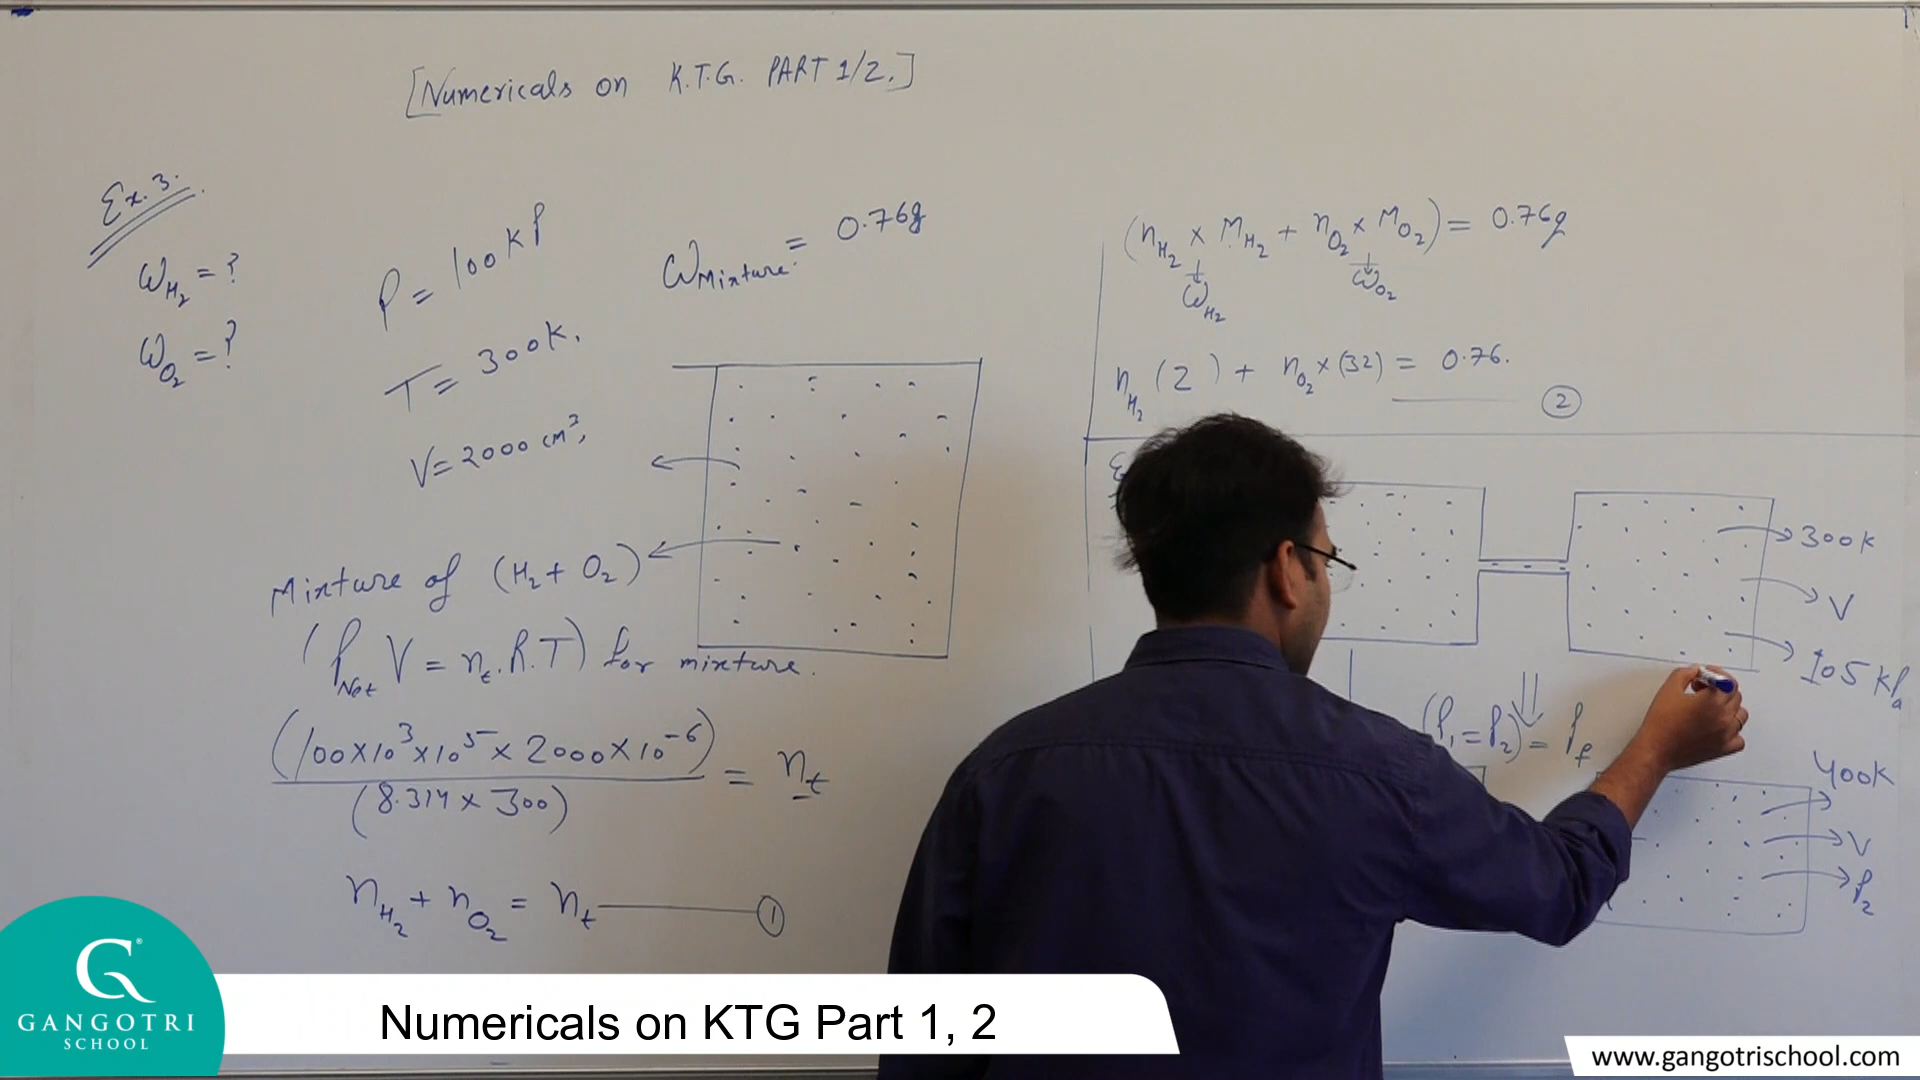 [Numericals on K.T.G. PART 1/2.]
Ex. 3.
ω_H₂ = ?
ω_O₂ = ?
P = 100 kP
T = 300 K.
V = 2000 cm³,
ω_Mixture = 0.76g
Mixture of (H₂ + O₂)
(P_Net V = n_t . R.T) for mixture.
(100×10³×10⁵ × 2000×10⁻⁶) / (8.314 × 300) = n_t
n_H₂ + n_O₂ = n_t ——— ①
(n_H₂ × M_H₂ + n_O₂ × M_O₂) = 0.76g
ω_H₂ ω_O₂
n_H₂ (2) + n_O₂ × (32) = 0.76. ——— ②
300K
V
105 kPa
(P₁ = P₂) = P_f
400K
V
P₂
GANGOTRI
SCHOOL
Numericals on KTG Part 1, 2
www.gangotrischool.com